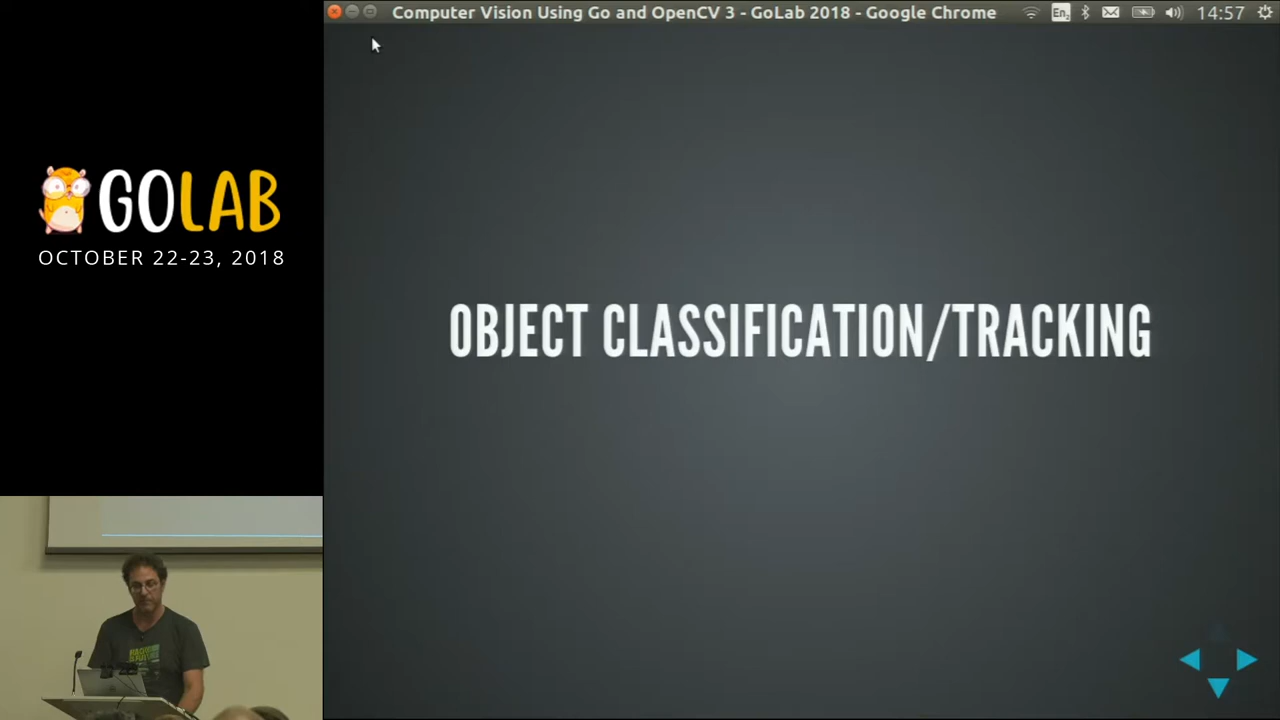 Computer Vision Using Go and OpenCV 3 - GoLab 2018 - Google Chrome
En2
14:57
GOLAB
OCTOBER 22-23, 2018
OBJECT CLASSIFICATION/TRACKING